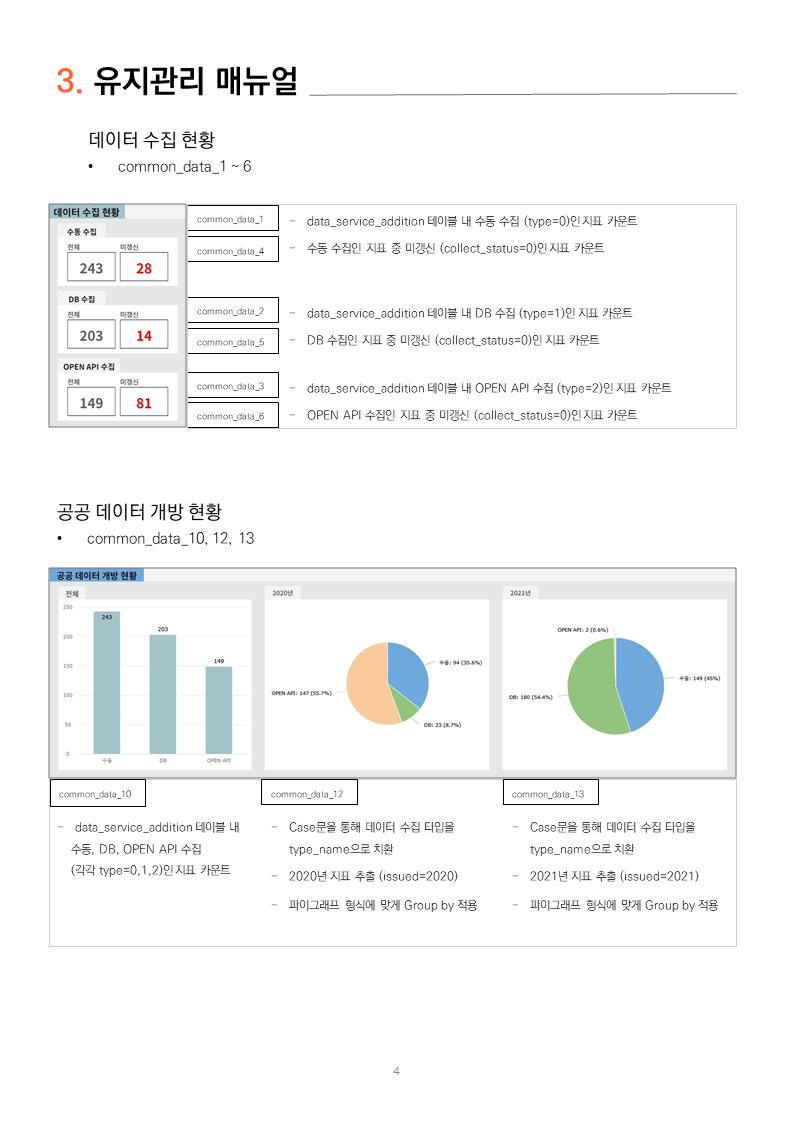 3. 유지관리 매뉴얼
데이터 수집 현황
• common_data_1 ~ 6
데이터 수집 현황
수동 수집
전체 미갱신
243 28
DB 수집
전체 미갱신
203 14
OPEN API 수집
전체 미갱신
149 81
common_data_1
- data_service_addition 테이블 내 수동 수집 (type=0)인 지표 카운트
common_data_4
- 수동 수집인 지표 중 미갱신 (collect_status=0)인 지표 카운트
common_data_2
- data_service_addition 테이블 내 DB 수집 (type=1)인 지표 카운트
common_data_5
- DB 수집인 지표 중 미갱신 (collect_status=0)인 지표 카운트
common_data_3
- data_service_addition 테이블 내 OPEN API 수집 (type=2)인 지표 카운트
common_data_6
- OPEN API 수집인 지표 중 미갱신 (collect_status=0)인 지표 카운트
공공 데이터 개방 현황
• common_data_10, 12, 13
공공 데이터 개방 현황
전체
250
200
150
100
50
0
243
203
149
수동 DB OPEN API
2020년
수동: 94 (35.6%)
OPEN API: 147 (55.7%)
DB: 23 (8.7%)
2021년
OPEN API: 2 (0.6%)
수동: 149 (45%)
DB: 180 (54.4%)
common_data_10
- data_service_addition 테이블 내
수동, DB, OPEN API 수집
(각각 type=0,1,2)인 지표 카운트
common_data_12
- Case문을 통해 데이터 수집 타입을
type_name으로 치환
- 2020년 지표 추출 (issued=2020)
- 파이그래프 형식에 맞게 Group by 적용
common_data_13
- Case문을 통해 데이터 수집 타입을
type_name으로 치환
- 2021년 지표 추출 (issued=2021)
- 파이그래프 형식에 맞게 Group by 적용
4